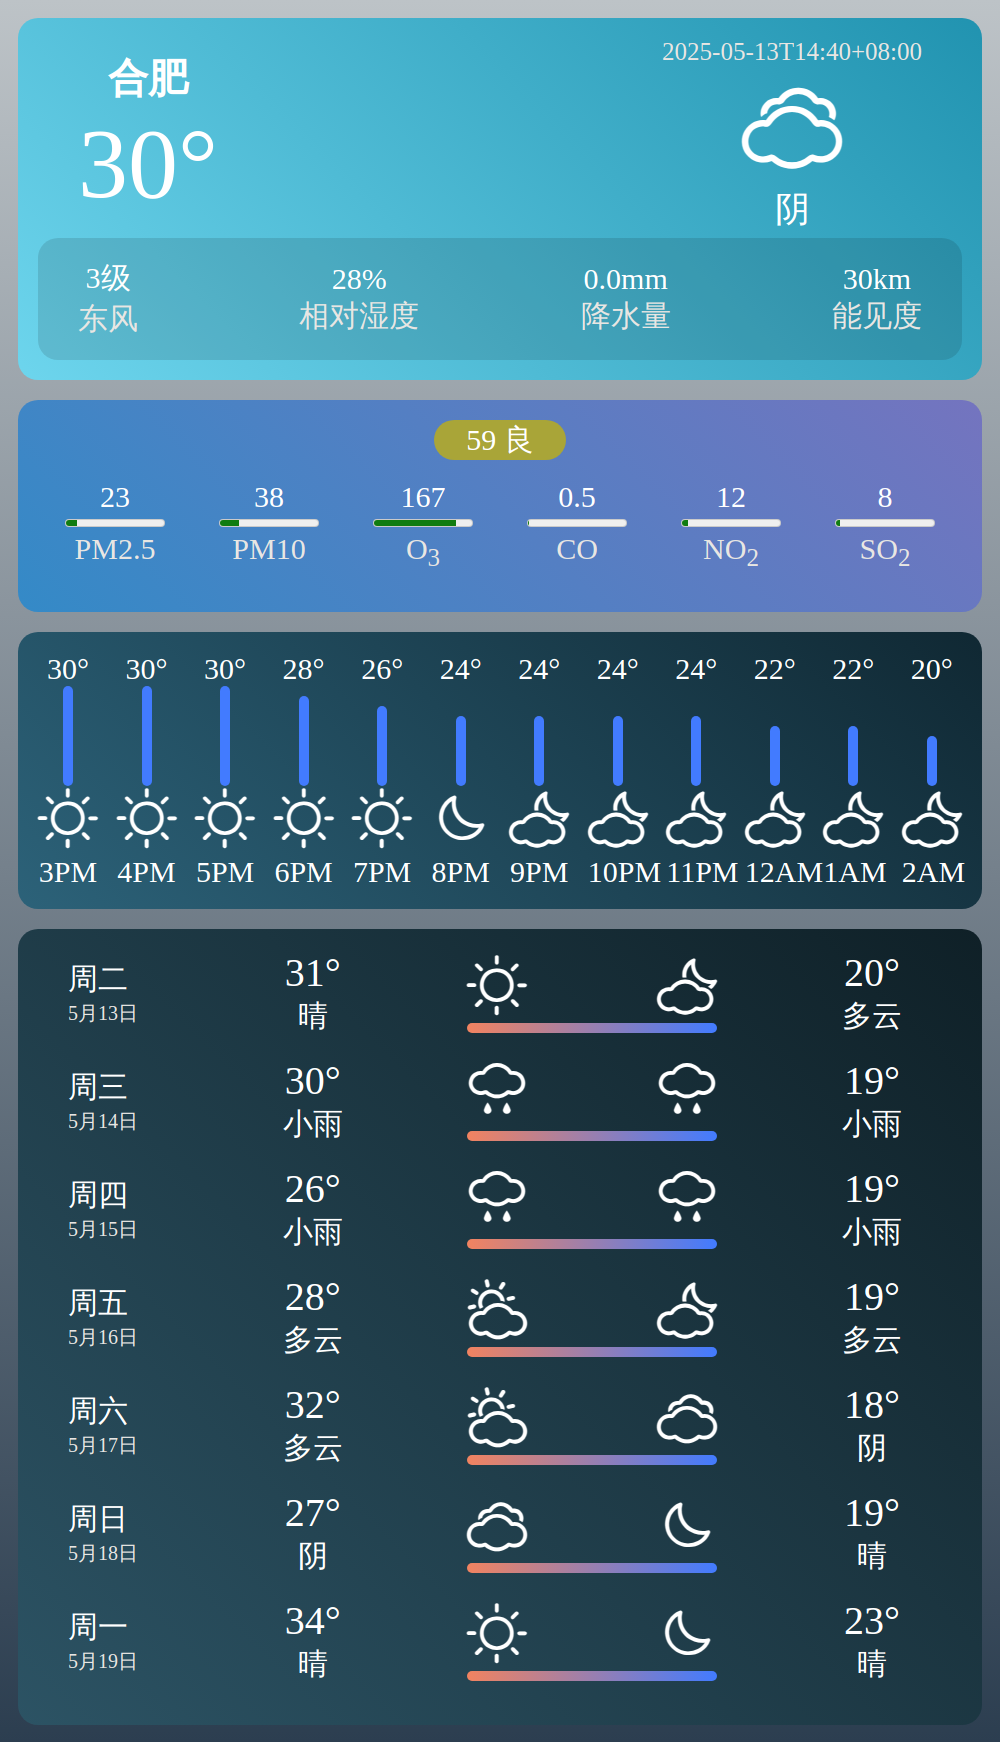 合肥
30°
2025-05-13T14:40+08:00
阴
3级 28% 0.0mm 30km
东风 相对湿度 降水量 能见度
59 良
23 38 167 0.5 12 8
PM2.5 PM10 O3 CO NO2 SO2
30° 30° 30° 28° 26° 24° 24° 24° 24° 22° 22° 20°
3PM 4PM 5PM 6PM 7PM 8PM 9PM 10PM 11PM 12AM 1AM 2AM
周二 31° 20°
5月13日 晴 多云
周三 30° 19°
5月14日 小雨 小雨
周四 26° 19°
5月15日 小雨 小雨
周五 28° 19°
5月16日 多云 多云
周六 32° 18°
5月17日 多云 阴
周日 27° 19°
5月18日 阴 晴
周一 34° 23°
5月19日 晴 晴